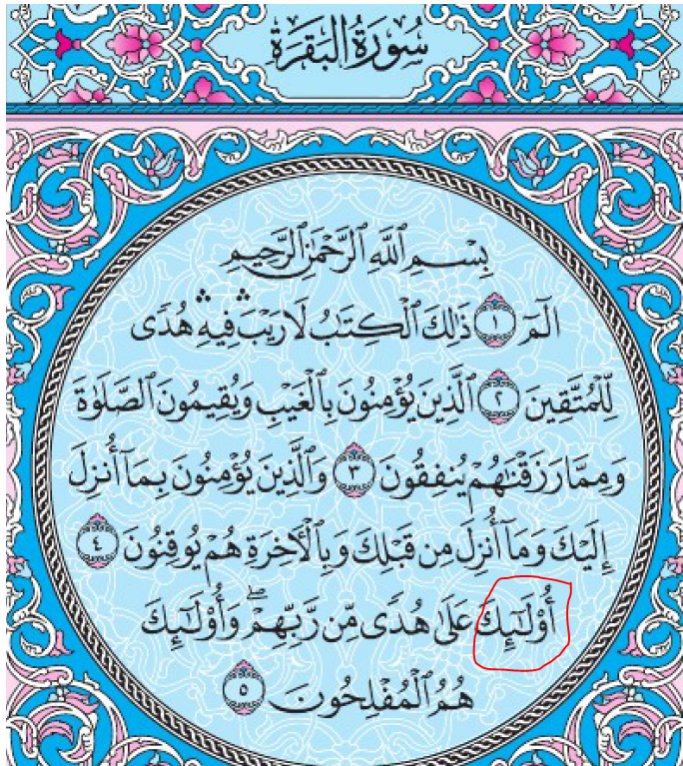 سُورَةُ البَقَرَةِ
بِسْمِ ٱللَّهِ ٱلرَّحْمَٰنِ ٱلرَّحِيمِ
الٓمٓ ١ ذَٰلِكَ ٱلْكِتَٰبُ لَا رَيْبَ ۛ فِيهِ ۛ هُدًى
لِّلْمُتَّقِينَ ٢ ٱلَّذِينَ يُؤْمِنُونَ بِٱلْغَيْبِ وَيُقِيمُونَ ٱلصَّلَوٰةَ
وَمِمَّا رَزَقْنَٰهُمْ يُنفِقُونَ ٣ وَٱلَّذِينَ يُؤْمِنُونَ بِمَآ أُنزِلَ
إِلَيْكَ وَمَآ أُنزِلَ مِن قَبْلِكَ وَبِٱلْأٓخِرَةِ هُمْ يُوقِنُونَ ٤
أُو۟لَٰٓئِكَ عَلَىٰ هُدًى مِّن رَّبِّهِمْ ۖ وَأُو۟لَٰٓئِكَ
هُمُ ٱلْمُفْلِحُونَ ٥